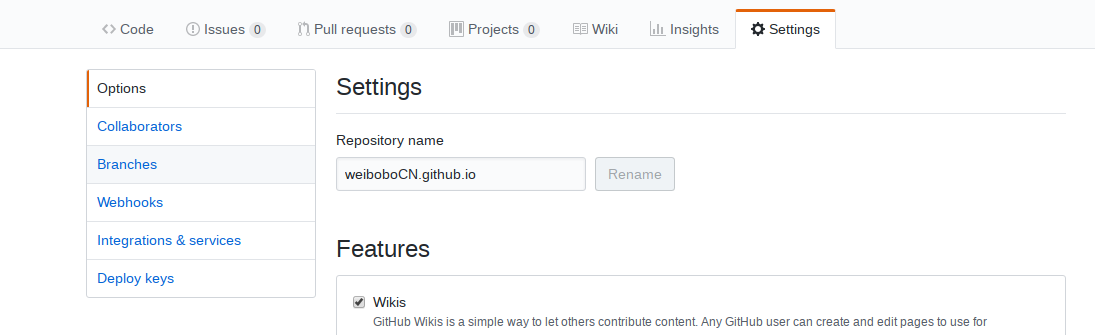 Code Issues 0 Pull requests 0 Projects 0 Wiki Insights Settings
Options
Collaborators
Branches
Webhooks
Integrations & services
Deploy keys
Settings
Repository name
weiboboCN.github.io Rename
Features
Wikis
GitHub Wikis is a simple way to let others contribute content. Any GitHub user can create and edit pages to use for